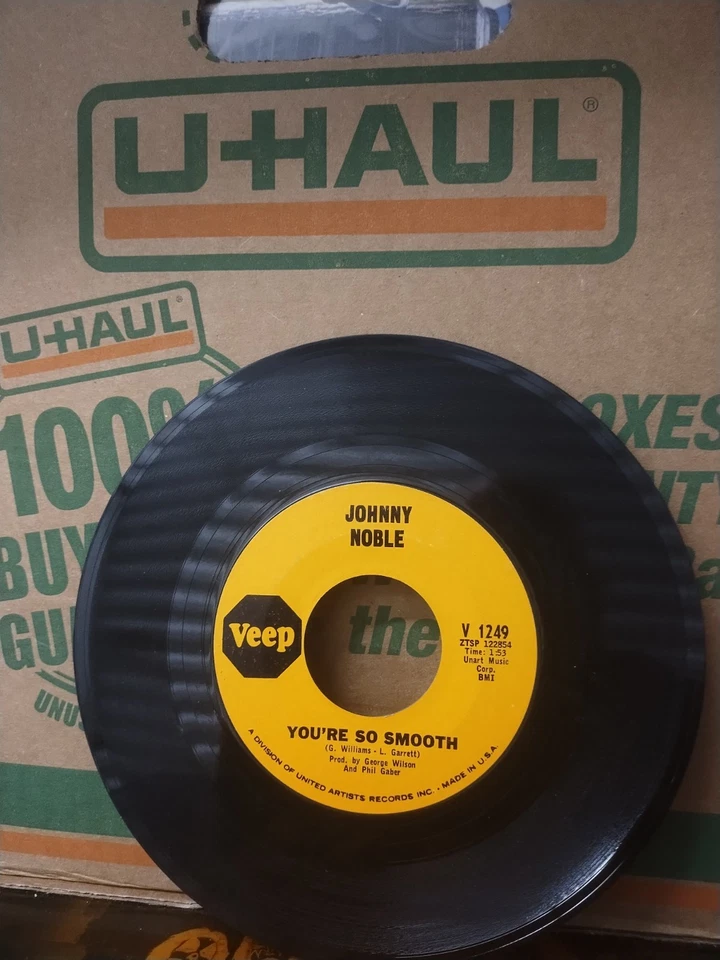 U-HAUL ®
U-HAUL ®
100%
BUY
GU
UNUS
OXES
ITY
the
JOHNNY
NOBLE
Veep
V 1249
ZTSP 122854
Time: 1:53
Unart Music
Corp.
BMI
YOU'RE SO SMOOTH
(G. Williams - L. Garrett)
Prod. by George Wilson
And Phil Gaber
A DIVISION OF UNITED ARTISTS RECORDS INC. · MADE IN U.S.A.